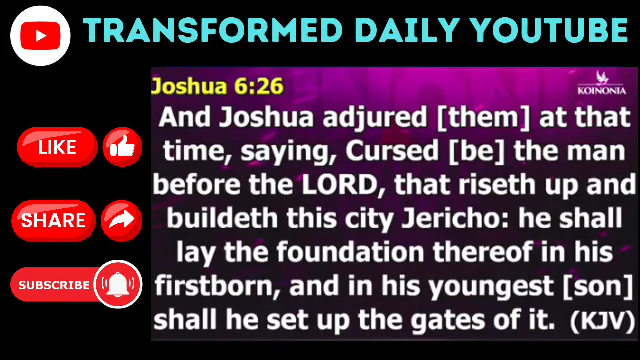 TRANSFORMED DAILY YOUTUBE
Joshua 6:26
KOINONIA
And Joshua adjured [them] at that
time, saying, Cursed [be] the man
before the LORD, that riseth up and
buildeth this city Jericho: he shall
lay the foundation thereof in his
firstborn, and in his youngest [son]
shall he set up the gates of it. (KJV)
LIKE
SHARE
SUBSCRIBE